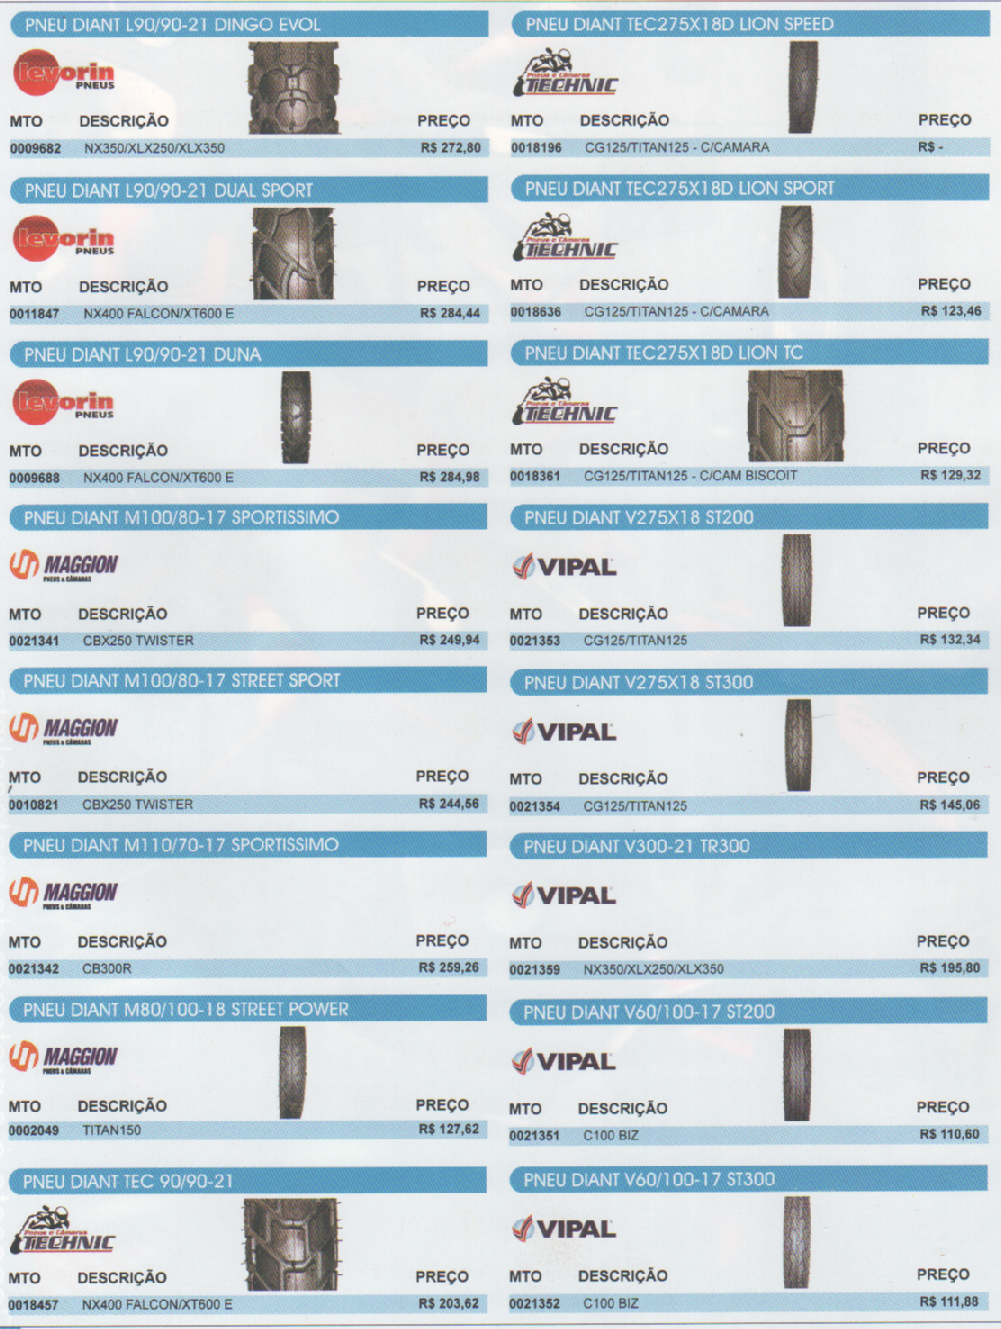 PNEU DIANT L90/90-21 DINGO EVOL
levorin
PNEUS
MTO DESCRIÇÃO PREÇO
0009682 NX350/XLX250/XLX350 R$ 272,80
PNEU DIANT L90/90-21 DUAL SPORT
levorin
PNEUS
MTO DESCRIÇÃO PREÇO
0011847 NX400 FALCON/XT600 E R$ 284,44
PNEU DIANT L90/90-21 DUNA
levorin
PNEUS
MTO DESCRIÇÃO PREÇO
0009688 NX400 FALCON/XT600 E R$ 284,98
PNEU DIANT M100/80-17 SPORTISSIMO
MAGGION
PNEUS & CÂMARAS
MTO DESCRIÇÃO PREÇO
0021341 CBX250 TWISTER R$ 249,94
PNEU DIANT M100/80-17 STREET SPORT
MAGGION
PNEUS & CÂMARAS
MTO DESCRIÇÃO PREÇO
0010821 CBX250 TWISTER R$ 244,56
PNEU DIANT M110/70-17 SPORTISSIMO
MAGGION
PNEUS & CÂMARAS
MTO DESCRIÇÃO PREÇO
0021342 CB300R R$ 259,26
PNEU DIANT M80/100-18 STREET POWER
MAGGION
PNEUS & CÂMARAS
MTO DESCRIÇÃO PREÇO
0002049 TITAN150 R$ 127,62
PNEU DIANT TEC 90/90-21
Pneus e Câmaras
TECHNIC
MTO DESCRIÇÃO PREÇO
0018457 NX400 FALCON/XT600 E R$ 203,62
PNEU DIANT TEC275X18D LION SPEED
Pneus e Câmaras
TECHNIC
MTO DESCRIÇÃO PREÇO
0018196 CG125/TITAN125 - C/CAMARA R$ -
PNEU DIANT TEC275X18D LION SPORT
Pneus e Câmaras
TECHNIC
MTO DESCRIÇÃO PREÇO
0018636 CG125/TITAN125 - C/CAMARA R$ 123,46
PNEU DIANT TEC275X18D LION TC
Pneus e Câmaras
TECHNIC
MTO DESCRIÇÃO PREÇO
0018361 CG125/TITAN125 - C/CAM BISCOIT R$ 129,32
PNEU DIANT V275X18 ST200
VIPAL
MTO DESCRIÇÃO PREÇO
0021353 CG125/TITAN125 R$ 132,34
PNEU DIANT V275X18 ST300
VIPAL
MTO DESCRIÇÃO PREÇO
0021354 CG125/TITAN125 R$ 145,06
PNEU DIANT V300-21 TR300
VIPAL
MTO DESCRIÇÃO PREÇO
0021359 NX350/XLX250/XLX350 R$ 195,80
PNEU DIANT V60/100-17 ST200
VIPAL
MTO DESCRIÇÃO PREÇO
0021351 C100 BIZ R$ 110,60
PNEU DIANT V60/100-17 ST300
VIPAL
MTO DESCRIÇÃO PREÇO
0021352 C100 BIZ R$ 111,88